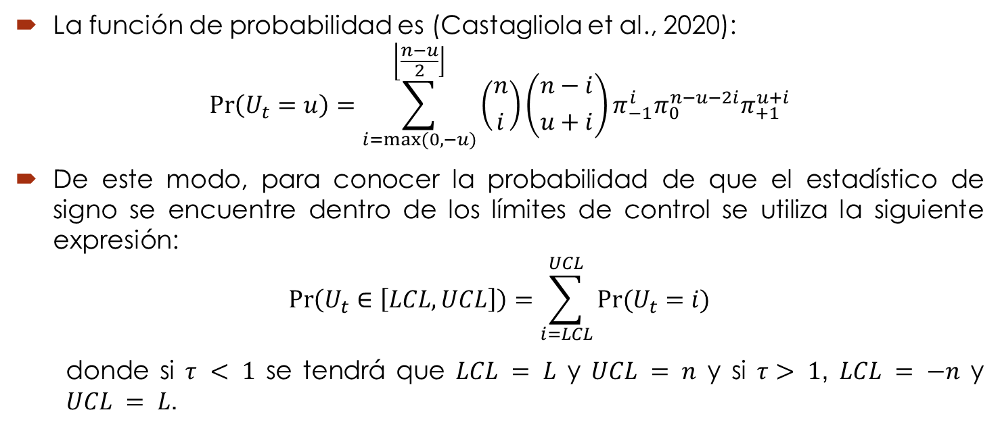 La función de probabilidad es (Castagliola et al., 2020):
$$\Pr(U_t = u) = \sum_{i=\max(0,-u)}^{\left\lfloor \frac{n-u}{2} \right\rfloor} \binom{n}{i} \binom{n-i}{u+i} \pi_{-1}^{i} \pi_{0}^{n-u-2i} \pi_{+1}^{u+i}$$
De este modo, para conocer la probabilidad de que el estadístico de
signo se encuentre dentro de los límites de control se utiliza la siguiente
expresión:
$$\Pr(U_t \in [LCL, UCL]) = \sum_{i=LCL}^{UCL} \Pr(U_t = i)$$
donde si τ < 1 se tendrá que LCL = L y UCL = n y si τ > 1, LCL = −n y
UCL = L.